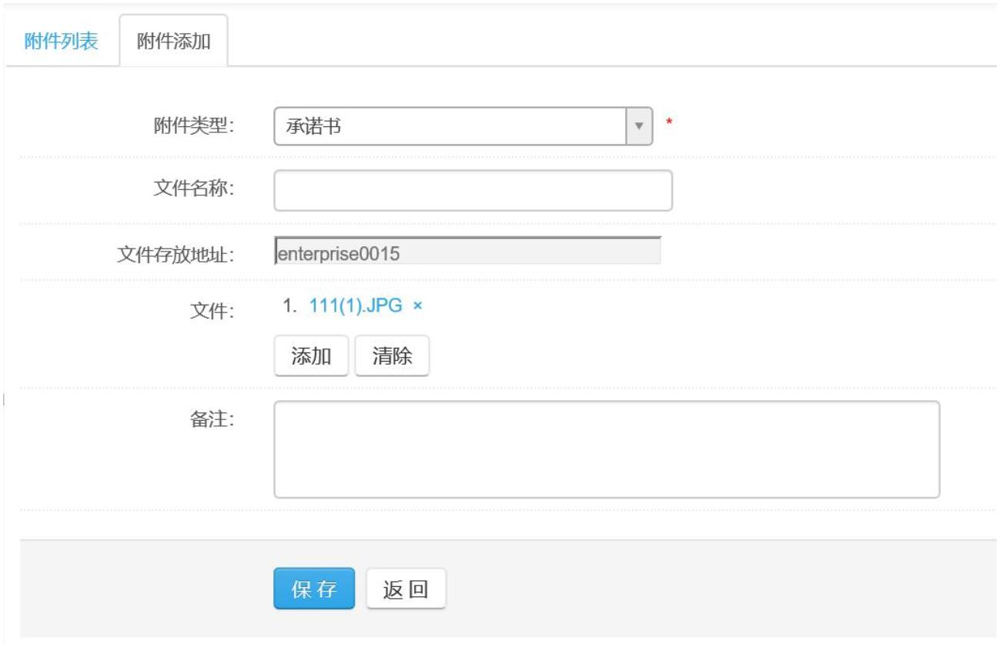 附件列表 附件添加
附件类型: 承诺书 *
文件名称:
文件存放地址: enterprise0015
文件: 1. 111(1).JPG ×
添加 清除
备注:
保 存 返 回